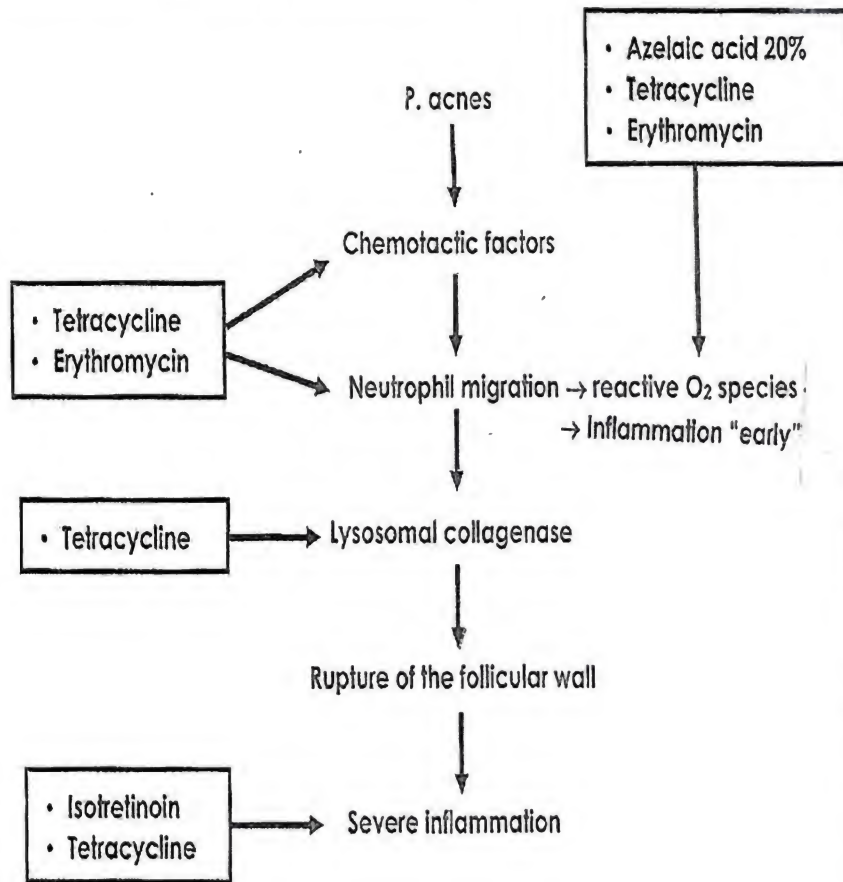 • Azelaic acid 20%
• Tetracycline
• Erythromycin
P. acnes
Chemotactic factors
• Tetracycline
• Erythromycin
Neutrophil migration → reactive O₂ species
→ Inflammation "early"
• Tetracycline
Lysosomal collagenase
Rupture of the follicular wall
• Isotretinoin
• Tetracycline
Severe inflammation